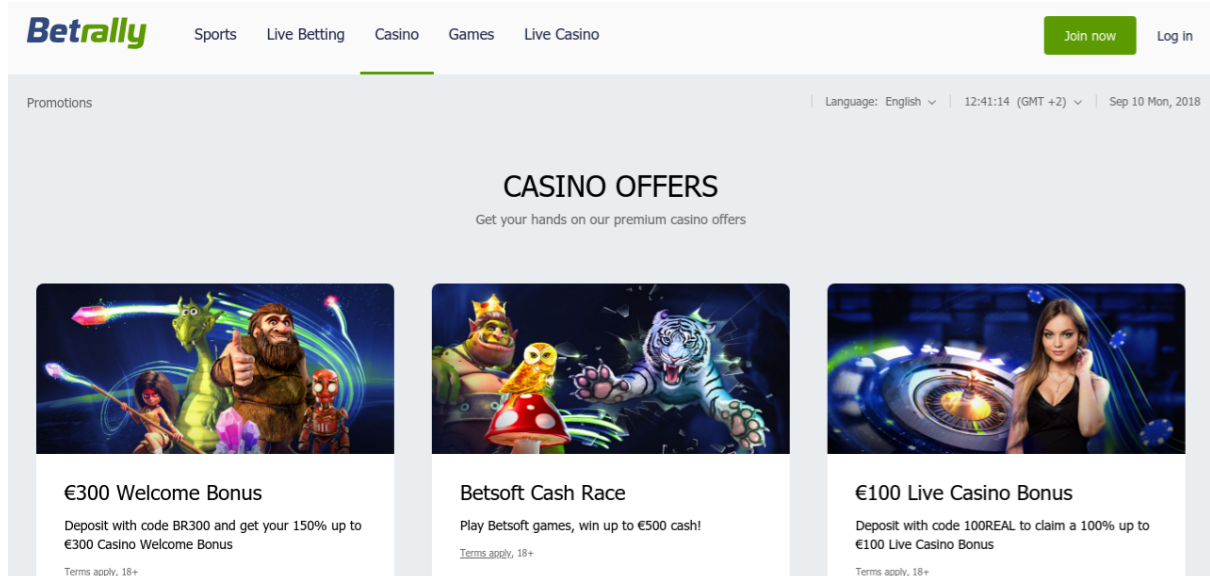 Betrally Sports Live Betting Casino Games Live Casino Join now Log in
Promotions Language: English 12:41:14 (GMT +2) Sep 10 Mon, 2018
CASINO OFFERS
Get your hands on our premium casino offers
€300 Welcome Bonus
Deposit with code BR300 and get your 150% up to
€300 Casino Welcome Bonus
Terms apply, 18+
Betsoft Cash Race
Play Betsoft games, win up to €500 cash!
Terms apply, 18+
€100 Live Casino Bonus
Deposit with code 100REAL to claim a 100% up to
€100 Live Casino Bonus
Terms apply, 18+